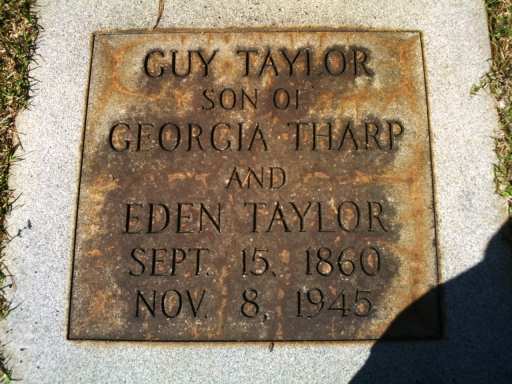 GUY TAYLOR
SON OF
GEORGIA THARP
AND
EDEN TAYLOR
SEPT. 15, 1860
NOV. 8, 1945